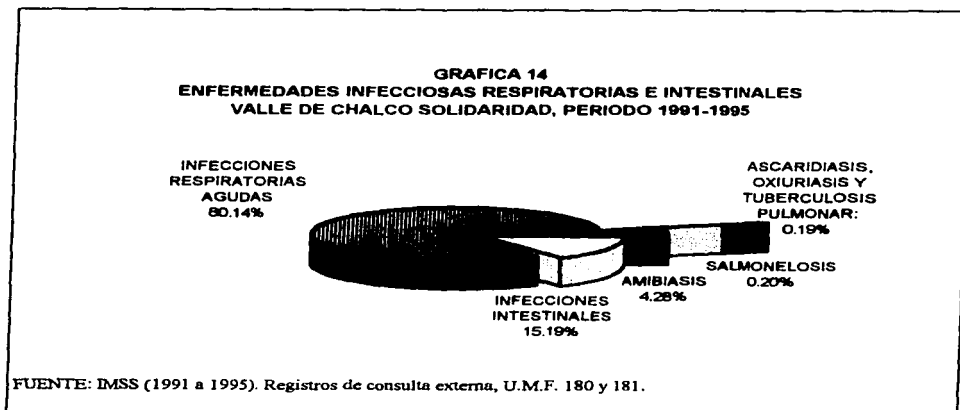 GRAFICA 14
ENFERMEDADES INFECCIOSAS RESPIRATORIAS E INTESTINALES
VALLE DE CHALCO SOLIDARIDAD, PERIODO 1991-1995
INFECCIONES
RESPIRATORIAS
AGUDAS
80.14%
ASCARIDIASIS,
OXIURIASIS Y
TUBERCULOSIS
PULMONAR:
0.19%
SALMONELOSIS
0.20%
AMIBIASIS
4.28%
INFECCIONES
INTESTINALES
15.19%
FUENTE: IMSS (1991 a 1995). Registros de consulta externa, U.M.F. 180 y 181.